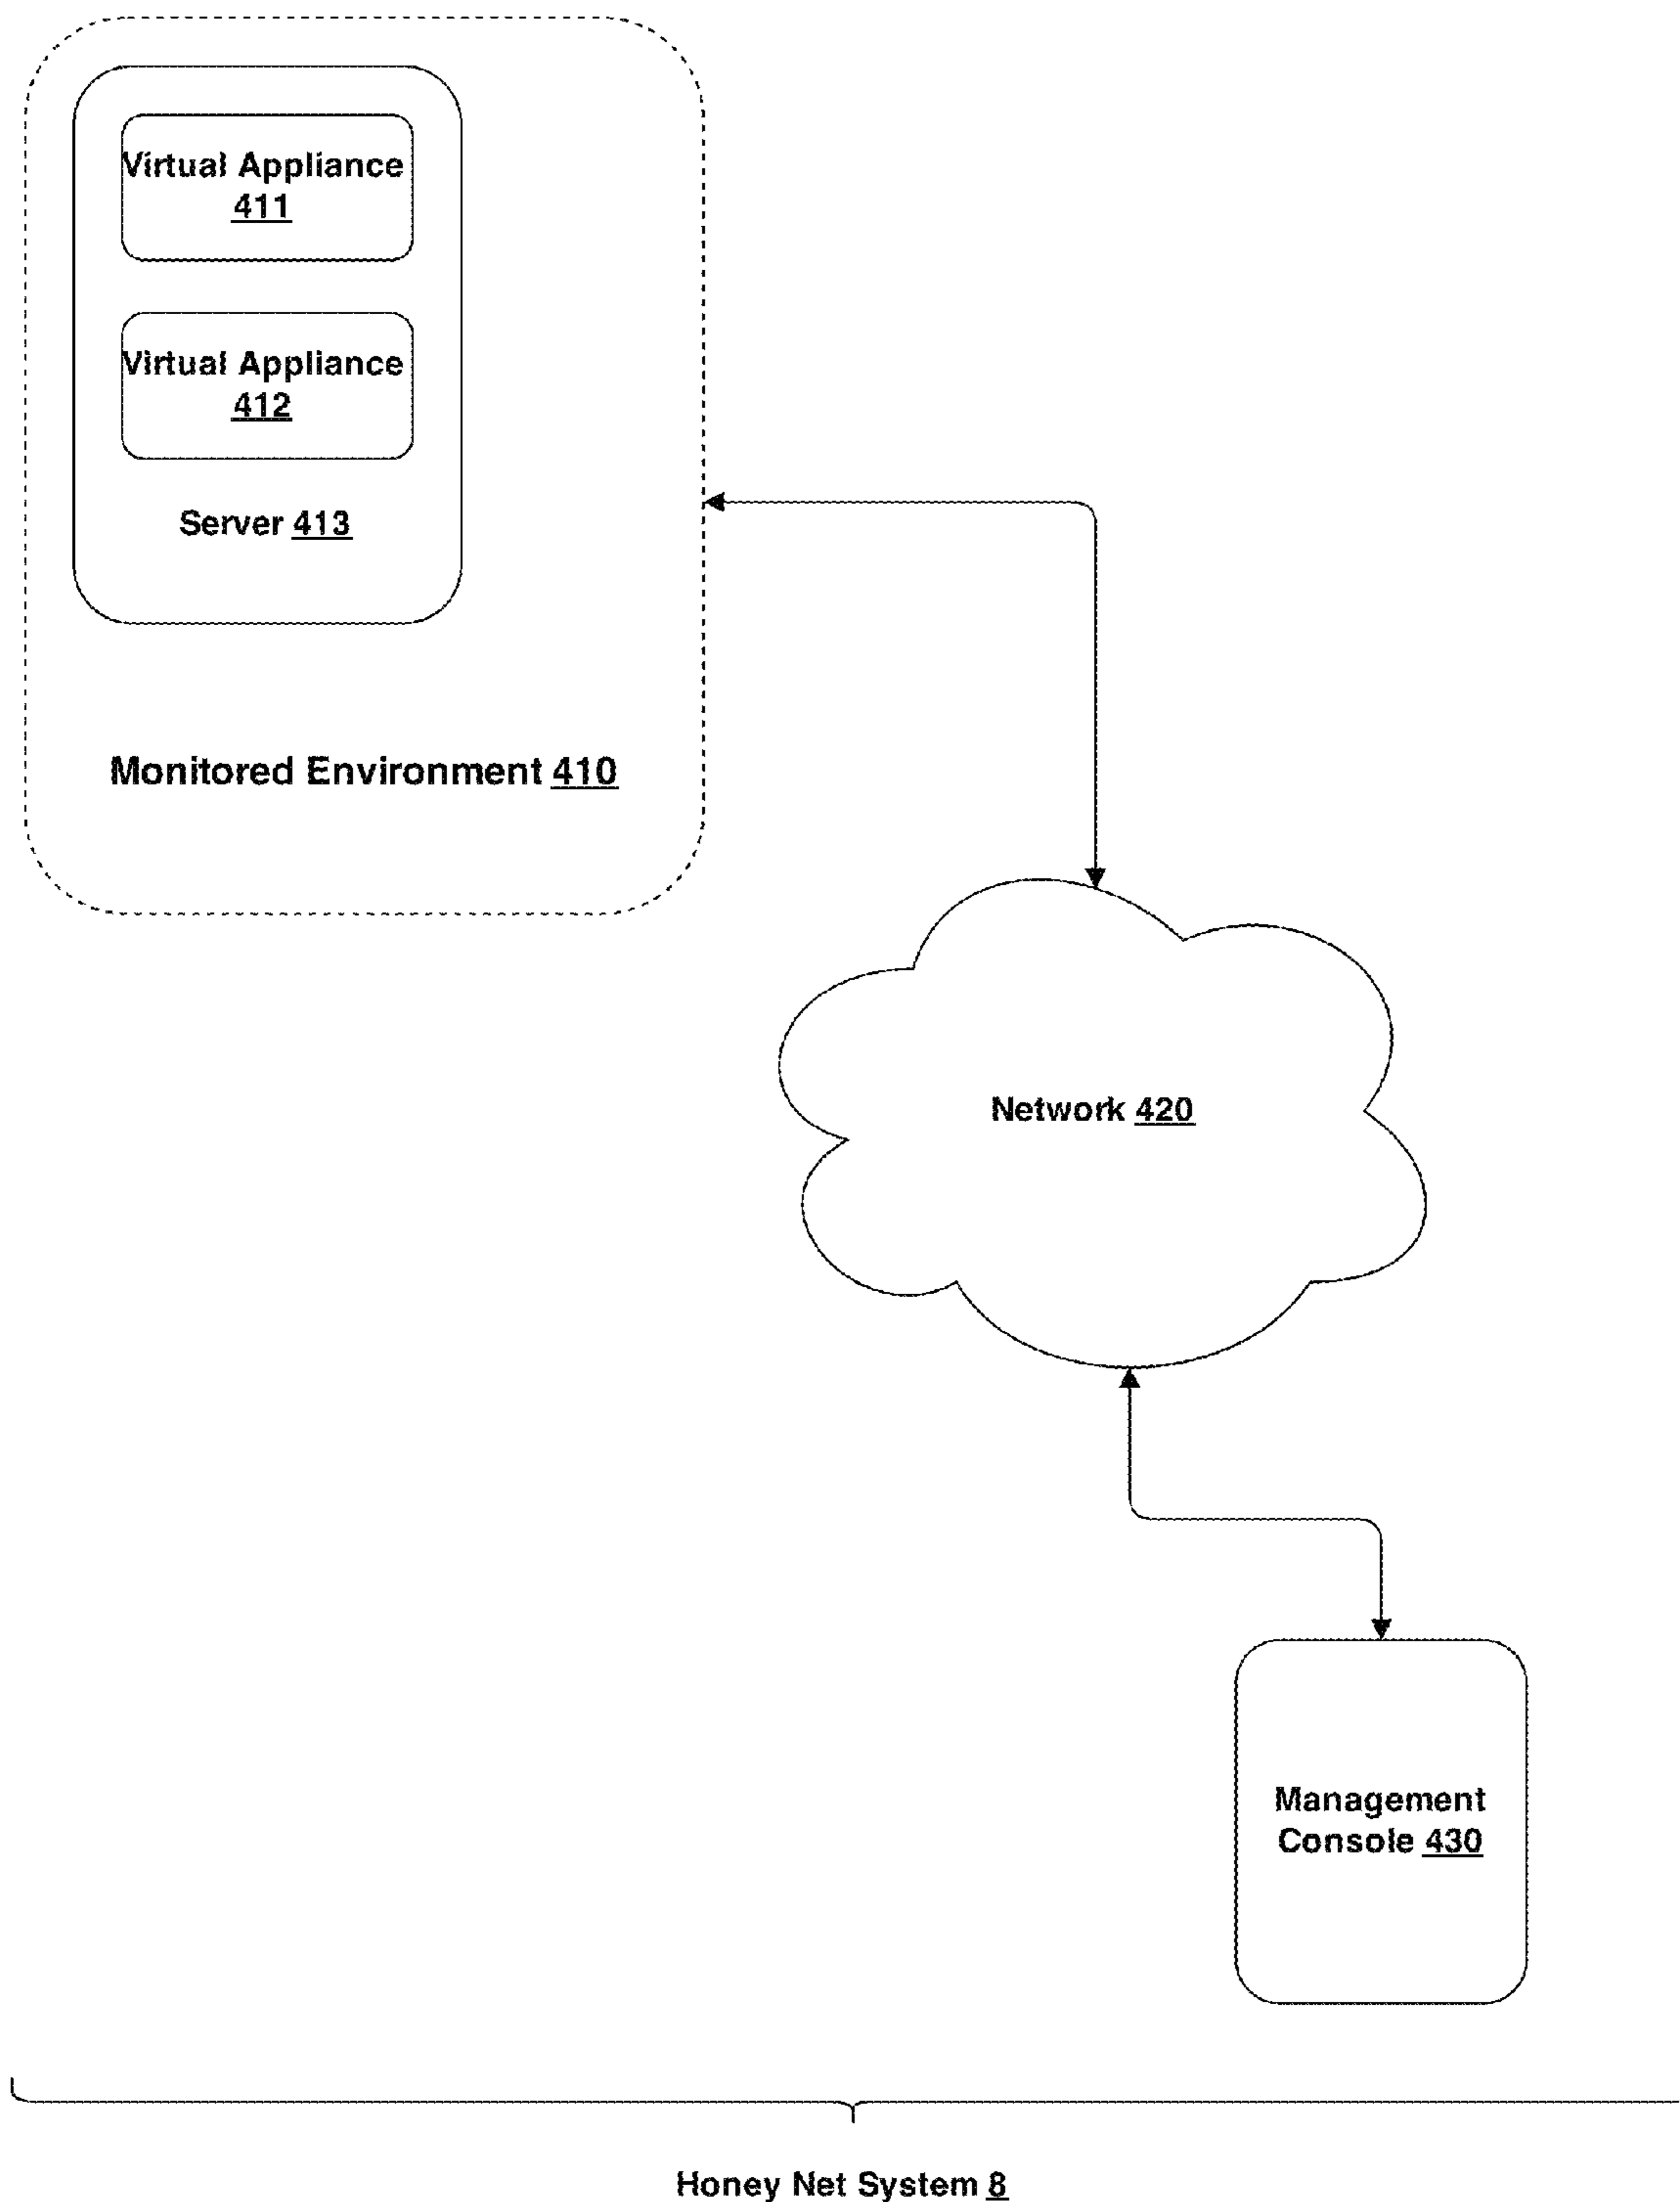 Virtual Appliance
411
Virtual Appliance
412
Server 413
Monitored Environment 410
Network 420
Management
Console 430
Honey Net System 8